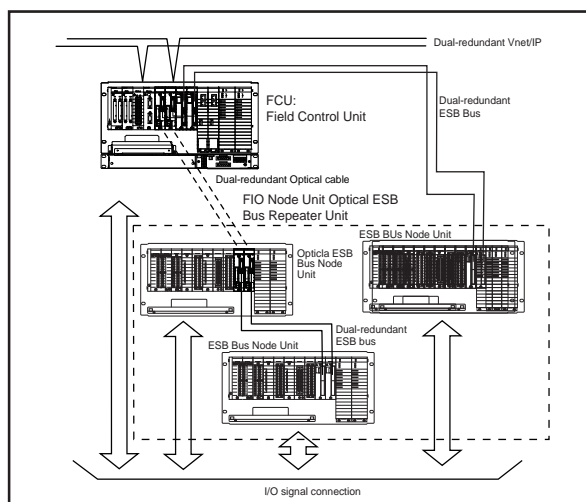 Dual-redundant Vnet/IP
FCU:
Field Control Unit
Dual-redundant
ESB Bus
Dual-redundant Optical cable
FIO Node Unit Optical ESB
Bus Repeater Unit
ESB BUs Node Unit
Opticla ESB
Bus Node
Unit
Dual-redundant
ESB bus
ESB Bus Node Unit
I/O signal connection